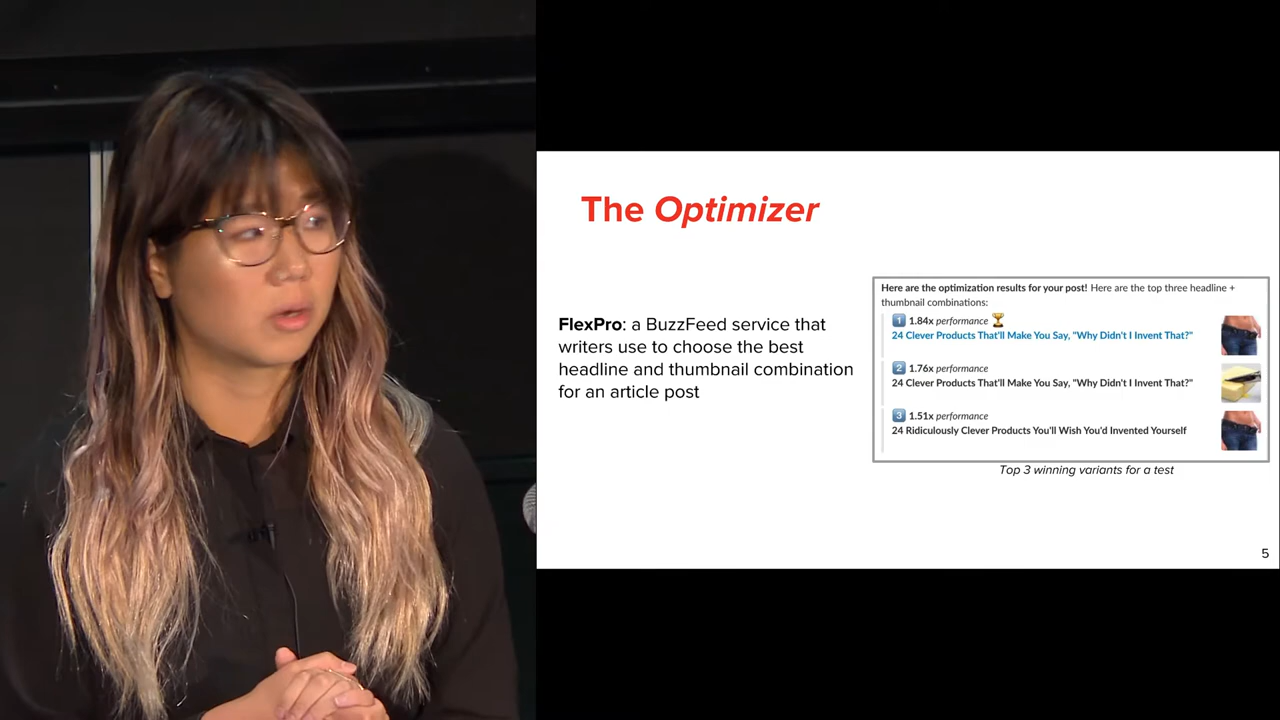 The Optimizer
FlexPro: a BuzzFeed service that
writers use to choose the best
headline and thumbnail combination
for an article post
Here are the optimization results for your post! Here are the top three headline +
thumbnail combinations:
1 1.84x performance 🏆
24 Clever Products That'll Make You Say, "Why Didn't I Invent That?"
2 1.76x performance
24 Clever Products That'll Make You Say, "Why Didn't I Invent That?"
3 1.51x performance
24 Ridiculously Clever Products You'll Wish You'd Invented Yourself
Top 3 winning variants for a test
5